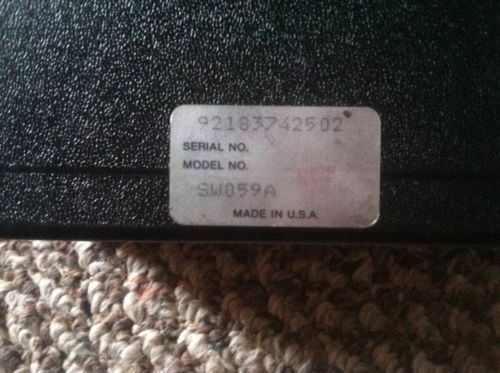 92183742502
SERIAL NO.
MODEL NO.
SW059A
MADE IN U.S.A.